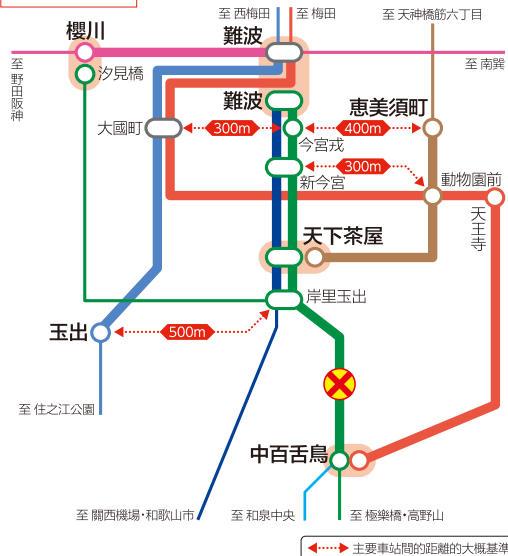 至 西梅田
至 梅田
至 天神橋筋六丁目
櫻川
難波
至 野田阪神
至 南巽
汐見橋
難波
惠美須町
大國町
300m
400m
今宮戎
300m
新今宮
動物園前
天王寺
天下茶屋
岸里玉出
玉出
500m
至 住之江公園
中百舌鳥
至 關西機場・和歌山市
至 和泉中央
至 極樂橋・高野山
主要車站間的距離的大概基準